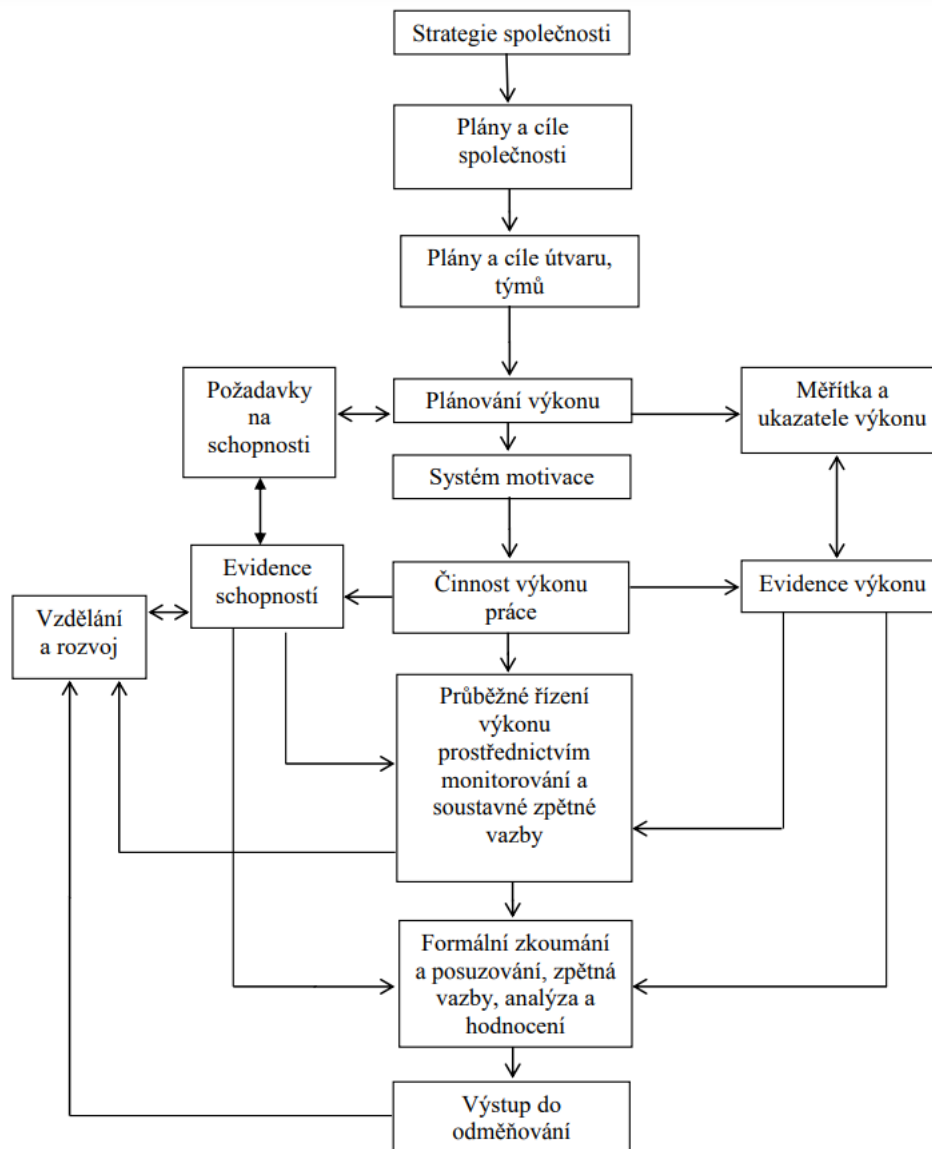 Strategie společnosti
Plány a cíle
společnosti
Plány a cíle útvaru,
týmů
Požadavky
na
schopnosti
Plánování výkonu
Měřítka a
ukazatele výkonu
Systém motivace
Evidence
schopností
Činnost výkonu
práce
Evidence výkonu
Vzdělání
a rozvoj
Průběžné řízení
výkonu
prostřednictvím
monitorování a
soustavné zpětné
vazby
Formální zkoumání
a posuzování, zpětná
vazby, analýza a
hodnocení
Výstup do
odměňování